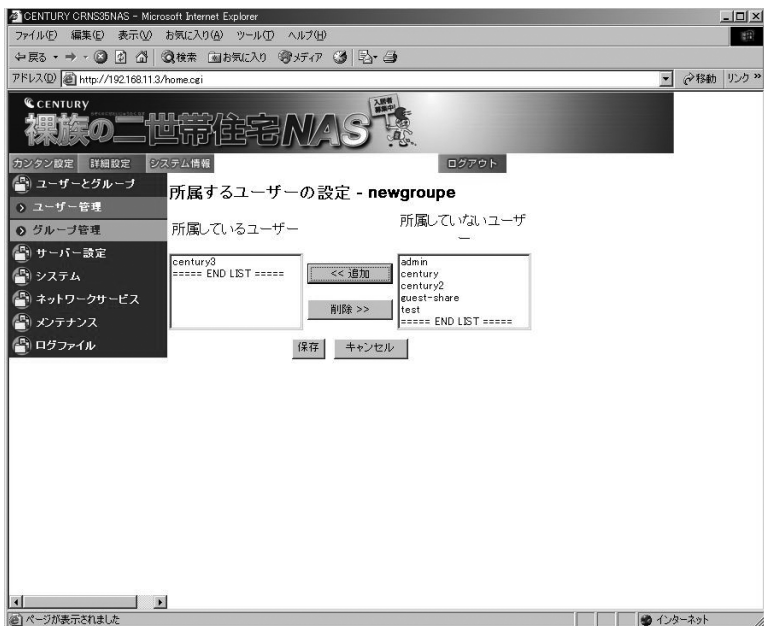 CENTURY CRNS35NAS - Microsoft Internet Explorer
ファイル(F) 編集(E) 表示(V) お気に入り(A) ツール(T) ヘルプ(H)
戻る 検索 お気に入り メディア
アドレス(D) http://192.168.11.3/home.cgi 移動 リンク »
CENTURY
裸族の二世帯住宅NAS
入居者募集中!
カンタン設定 詳細設定 システム情報 ログアウト
ユーザーとグループ
ユーザー管理
グループ管理
サーバー設定
システム
ネットワークサービス
メンテナンス
ログファイル
所属するユーザーの設定 - newgroupe
所属しているユーザー
century3
===== END LIST =====
<< 追加
削除 >>
所属していないユーザー
admin
century
century2
guest-share
test
===== END LIST =====
保存 キャンセル
ページが表示されました インターネット